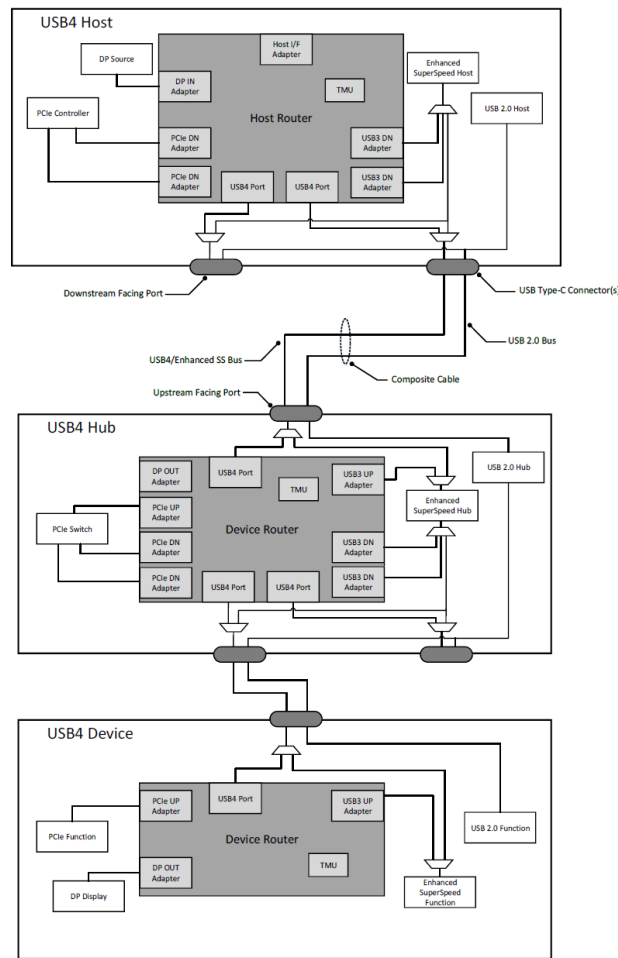 USB4 Host
Host I/F
Adapter
DP Source
Enhanced
SuperSpeed Host
DP IN
Adapter
TMU
PCIe Controller
USB 2.0 Host
Host Router
PCIe DN
Adapter
USB3 DN
Adapter
PCIe DN
Adapter
USB3 DN
Adapter
USB4 Port
USB4 Port
Downstream Facing Port
USB Type-C Connector(s)
USB 2.0 Bus
USB4/Enhanced SS Bus
Composite Cable
Upstream Facing Port
USB4 Hub
DP OUT
Adapter
USB4 Port
USB3 UP
Adapter
USB 2.0 Hub
TMU
PCIe UP
Adapter
Enhanced
SuperSpeed Hub
PCIe Switch
Device Router
PCIe DN
Adapter
USB3 DN
Adapter
PCIe DN
Adapter
USB3 DN
Adapter
USB4 Port
USB4 Port
USB4 Device
USB4 Port
PCIe UP
Adapter
USB3 UP
Adapter
PCIe Function
USB 2.0 Function
Device Router
DP OUT
Adapter
TMU
DP Display
Enhanced
SuperSpeed
Function